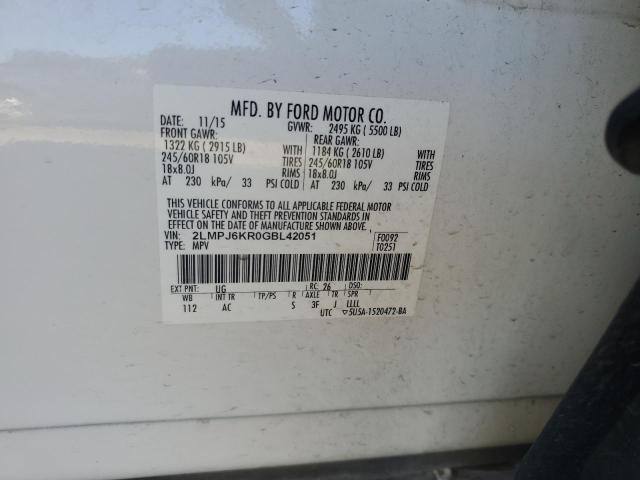 MFD. BY FORD MOTOR CO.
DATE: 11/15 GVWR: 2495 KG ( 5500 LB)
FRONT GAWR: REAR GAWR:
1322 KG ( 2915 LB) WITH 1184 KG ( 2610 LB) WITH
245/60R18 105V TIRES 245/60R18 105V TIRES
18x8.0J RIMS 18x8.0J RIMS
AT 230 kPa/ 33 PSI COLD AT 230 kPa/ 33 PSI COLD
THIS VEHICLE CONFORMS TO ALL APPLICABLE FEDERAL MOTOR
VEHICLE SAFETY AND THEFT PREVENTION STANDARDS IN
EFFECT ON THE DATE OF MANUFACTURE SHOWN ABOVE.
VIN: 2LMPJ6KR0GBL42051 F0092
TYPE: MPV T0251
EXT PNT: UG RC: 26 DSO:
WB INT TR TP/PS R AXLE TR SPR
112 AC S 3F J LLLL
UTC ▽5U5A-1520472-BA